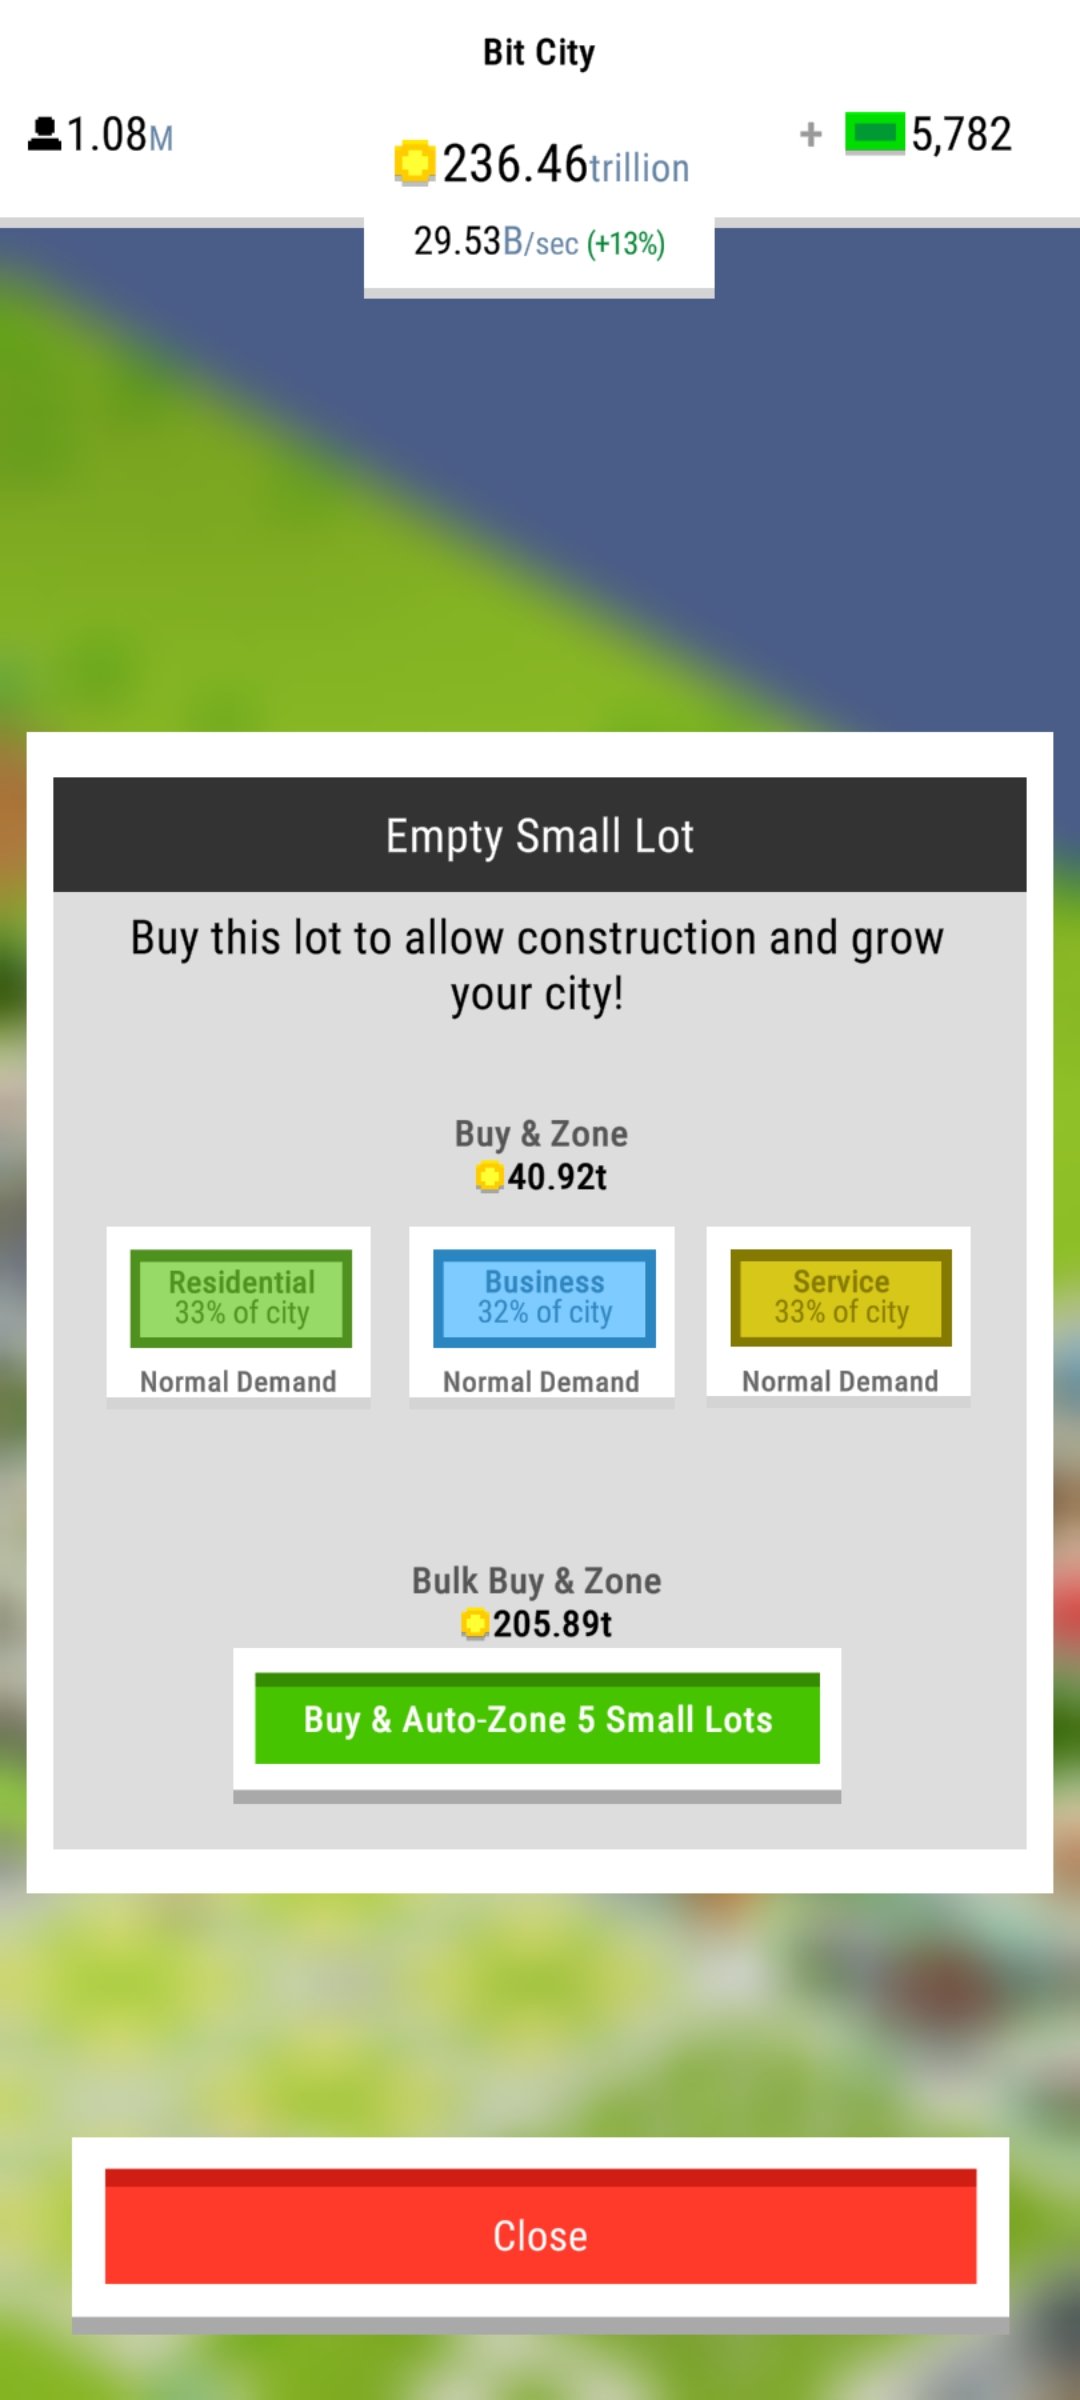 Bit City
1.08M
236.46trillion
+ 5,782
29.53B/sec (+13%)
Empty Small Lot
Buy this lot to allow construction and grow
your city!
Buy & Zone
40.92t
Residential
33% of city
Normal Demand
Business
32% of city
Normal Demand
Service
33% of city
Normal Demand
Bulk Buy & Zone
205.89t
Buy & Auto-Zone 5 Small Lots
Close